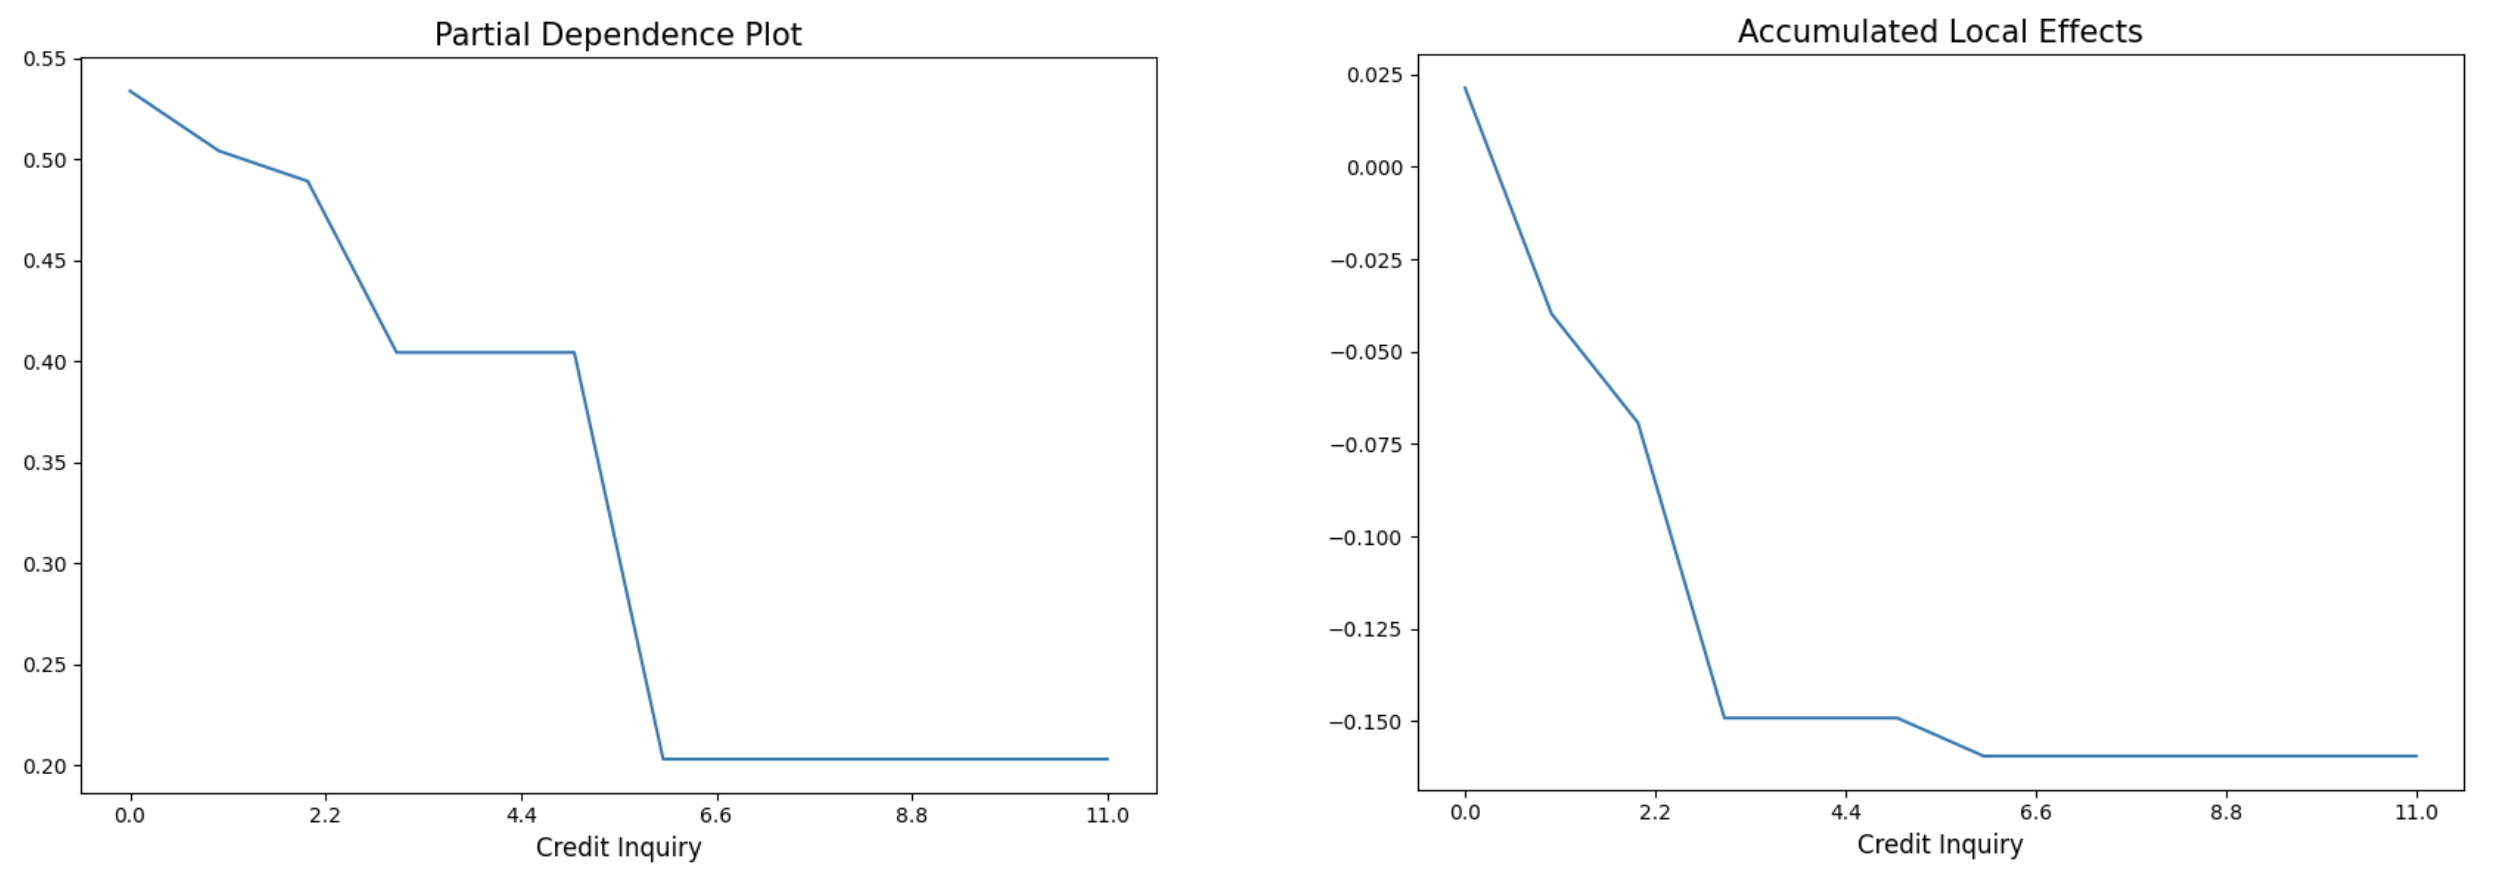 Partial Dependence Plot
0.55
0.50
0.45
0.40
0.35
0.30
0.25
0.20
0.0 2.2 4.4 6.6 8.8 11.0
Credit Inquiry
Accumulated Local Effects
0.025
0.000
−0.025
−0.050
−0.075
−0.100
−0.125
−0.150
0.0 2.2 4.4 6.6 8.8 11.0
Credit Inquiry